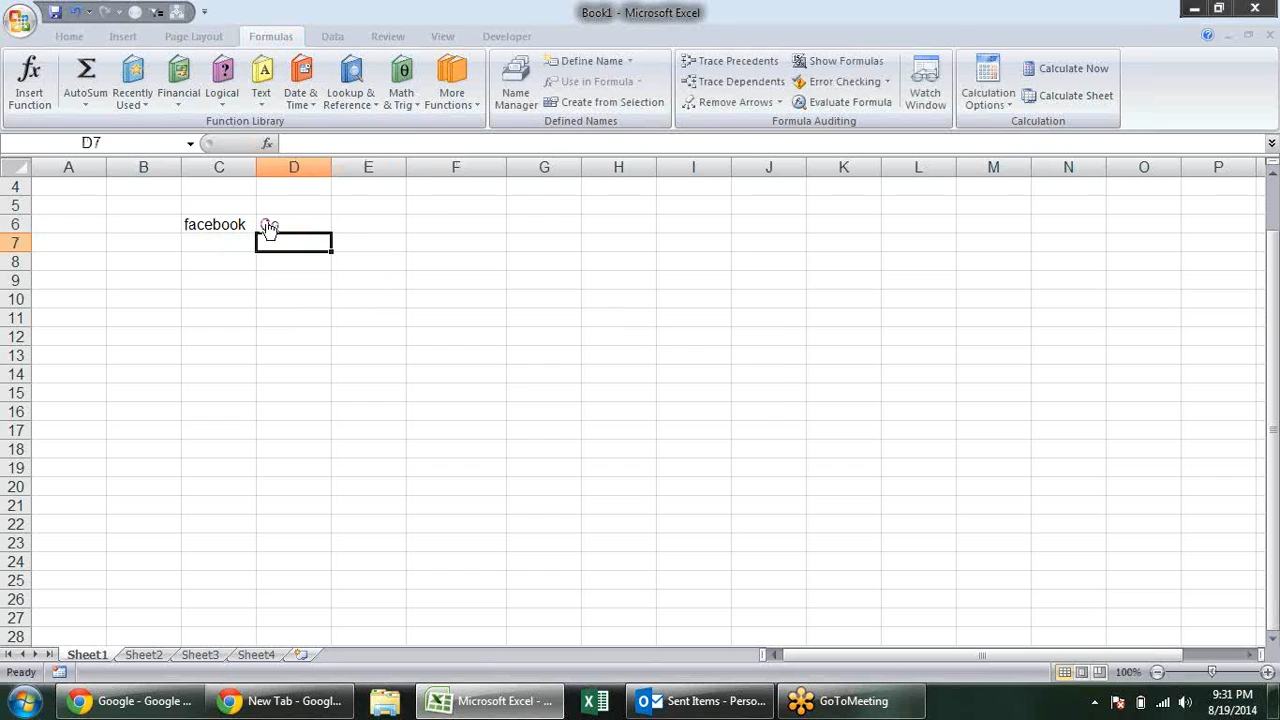 Book1 - Microsoft Excel
Home Insert Page Layout Formulas Data Review View Developer
fx Σ ? A θ
Insert Function
AutoSum
Recently Used
Financial
Logical
Text
Date & Time
Lookup & Reference
Math & Trig
More Functions
Function Library
Name Manager
Define Name
Use in Formula
Create from Selection
Defined Names
Trace Precedents
Trace Dependents
Remove Arrows
Show Formulas
Error Checking
Evaluate Formula
Formula Auditing
Watch Window
Calculation Options
Calculate Now
Calculate Sheet
Calculation
D7 fx
A B C D E F G H I J K L M N O P
4
5
6 facebook
7
8
9
10
11
12
13
14
15
16
17
18
19
20
21
22
23
24
25
26
27
28
Sheet1 Sheet2 Sheet3 Sheet4
Ready 100%
Google - Google ... New Tab - Googl... Microsoft Excel - ... Sent Items - Perso... GoToMeeting
9:31 PM
8/19/2014